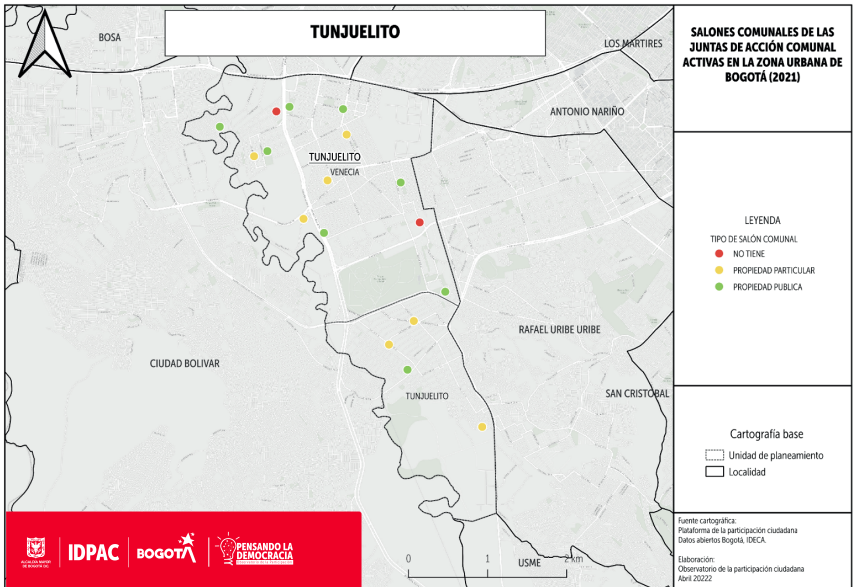 TUNJUELITO
BOSA
LOS MARTIRES
ANTONIO NARIÑO
TUNJUELITO
VENECIA
RAFAEL URIBE URIBE
CIUDAD BOLIVAR
SAN CRISTOBAL
TUNJUELITO
USME
0 1 2 km
SALONES COMUNALES DE LAS
JUNTAS DE ACCIÓN COMUNAL
ACTIVAS EN LA ZONA URBANA DE
BOGOTÁ (2021)
LEYENDA
TIPO DE SALÓN COMUNAL
NO TIENE
PROPIEDAD PARTICULAR
PROPIEDAD PUBLICA
Cartografía base
Unidad de planeamiento
Localidad
Fuente cartográfica:
Plataforma de la participación ciudadana
Datos abiertos Bogotá, IDECA.
Elaboración:
Observatorio de la participación ciudadana
Abril 20222
ALCALDÍA MAYOR
DE BOGOTÁ D.C.
IDPAC
BOGOTÁ
PENSANDO LA
DEMOCRACIA